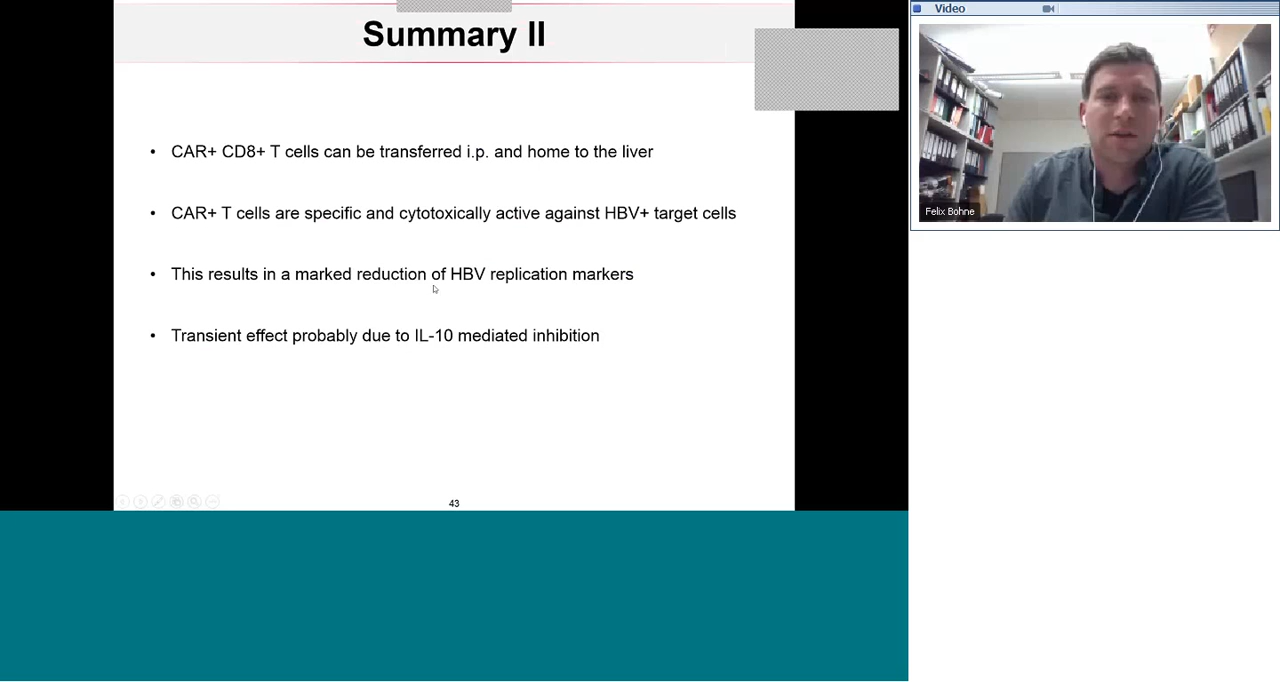 Summary II
• CAR+ CD8+ T cells can be transferred i.p. and home to the liver
• CAR+ T cells are specific and cytotoxically active against HBV+ target cells
• This results in a marked reduction of HBV replication markers
• Transient effect probably due to IL-10 mediated inhibition
43
Video
Felix Bohne